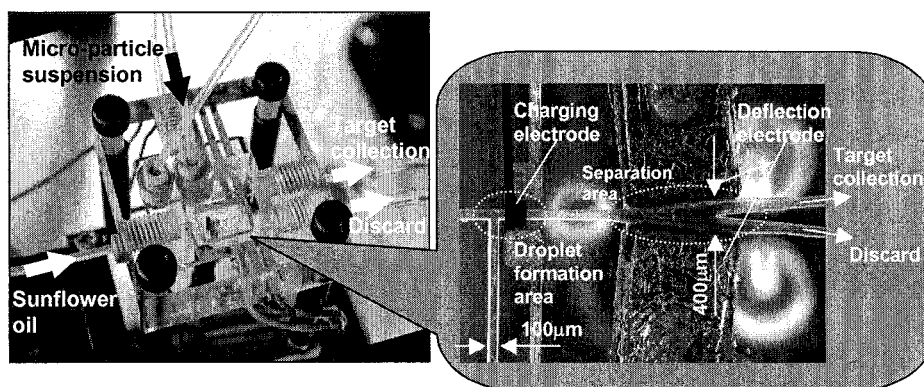 Micro-particle
suspension
Target
collection
Discard
Sunflower
oil
Charging
electrode
Deflection
electrode
Separation
area
Target
collection
Droplet
formation
area
Discard
400μm
100μm